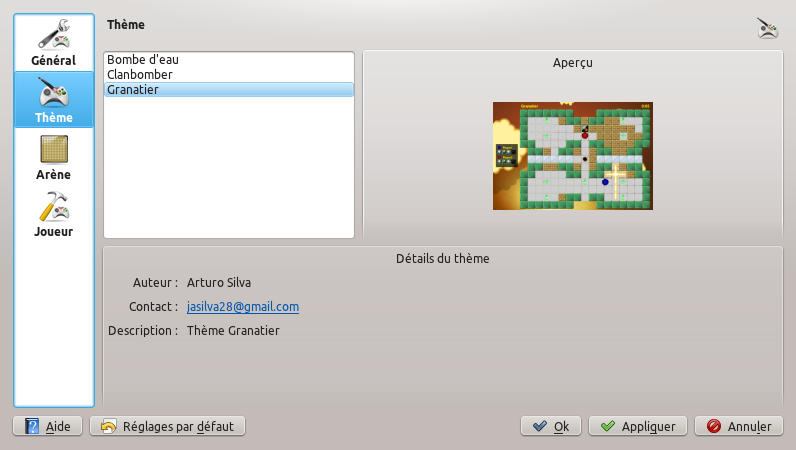 Général
Thème
Arène
Joueur
Thème
Bombe d'eau
Clanbomber
Granatier
Aperçu
Granatier
Détails du thème
Auteur : Arturo Silva
Contact : jasilva28@gmail.com
Description : Thème Granatier
Aide
Réglages par défaut
Ok
Appliquer
Annuler